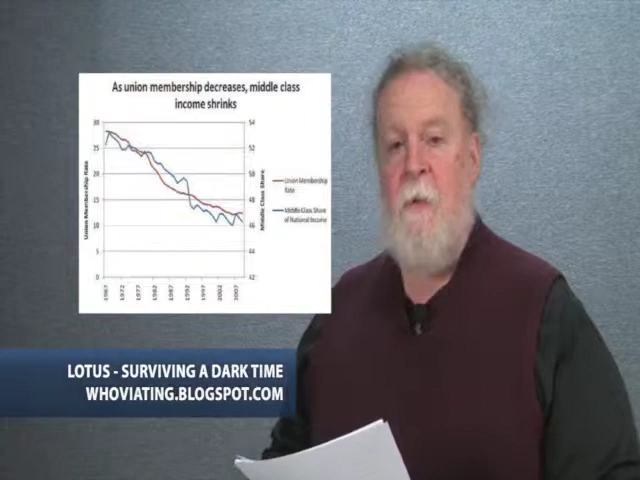 As union membership decreases, middle class
income shrinks
30
25
20
15
10
5
0
54
52
50
48
46
44
42
Union Membership Rate
Middle Class Share
Union Membership
Rate
Middle Class Share
of National Income
1967
1972
1977
1982
1987
1992
1997
2002
2007
LOTUS - SURVIVING A DARK TIME
WHOVIATING.BLOGSPOT.COM